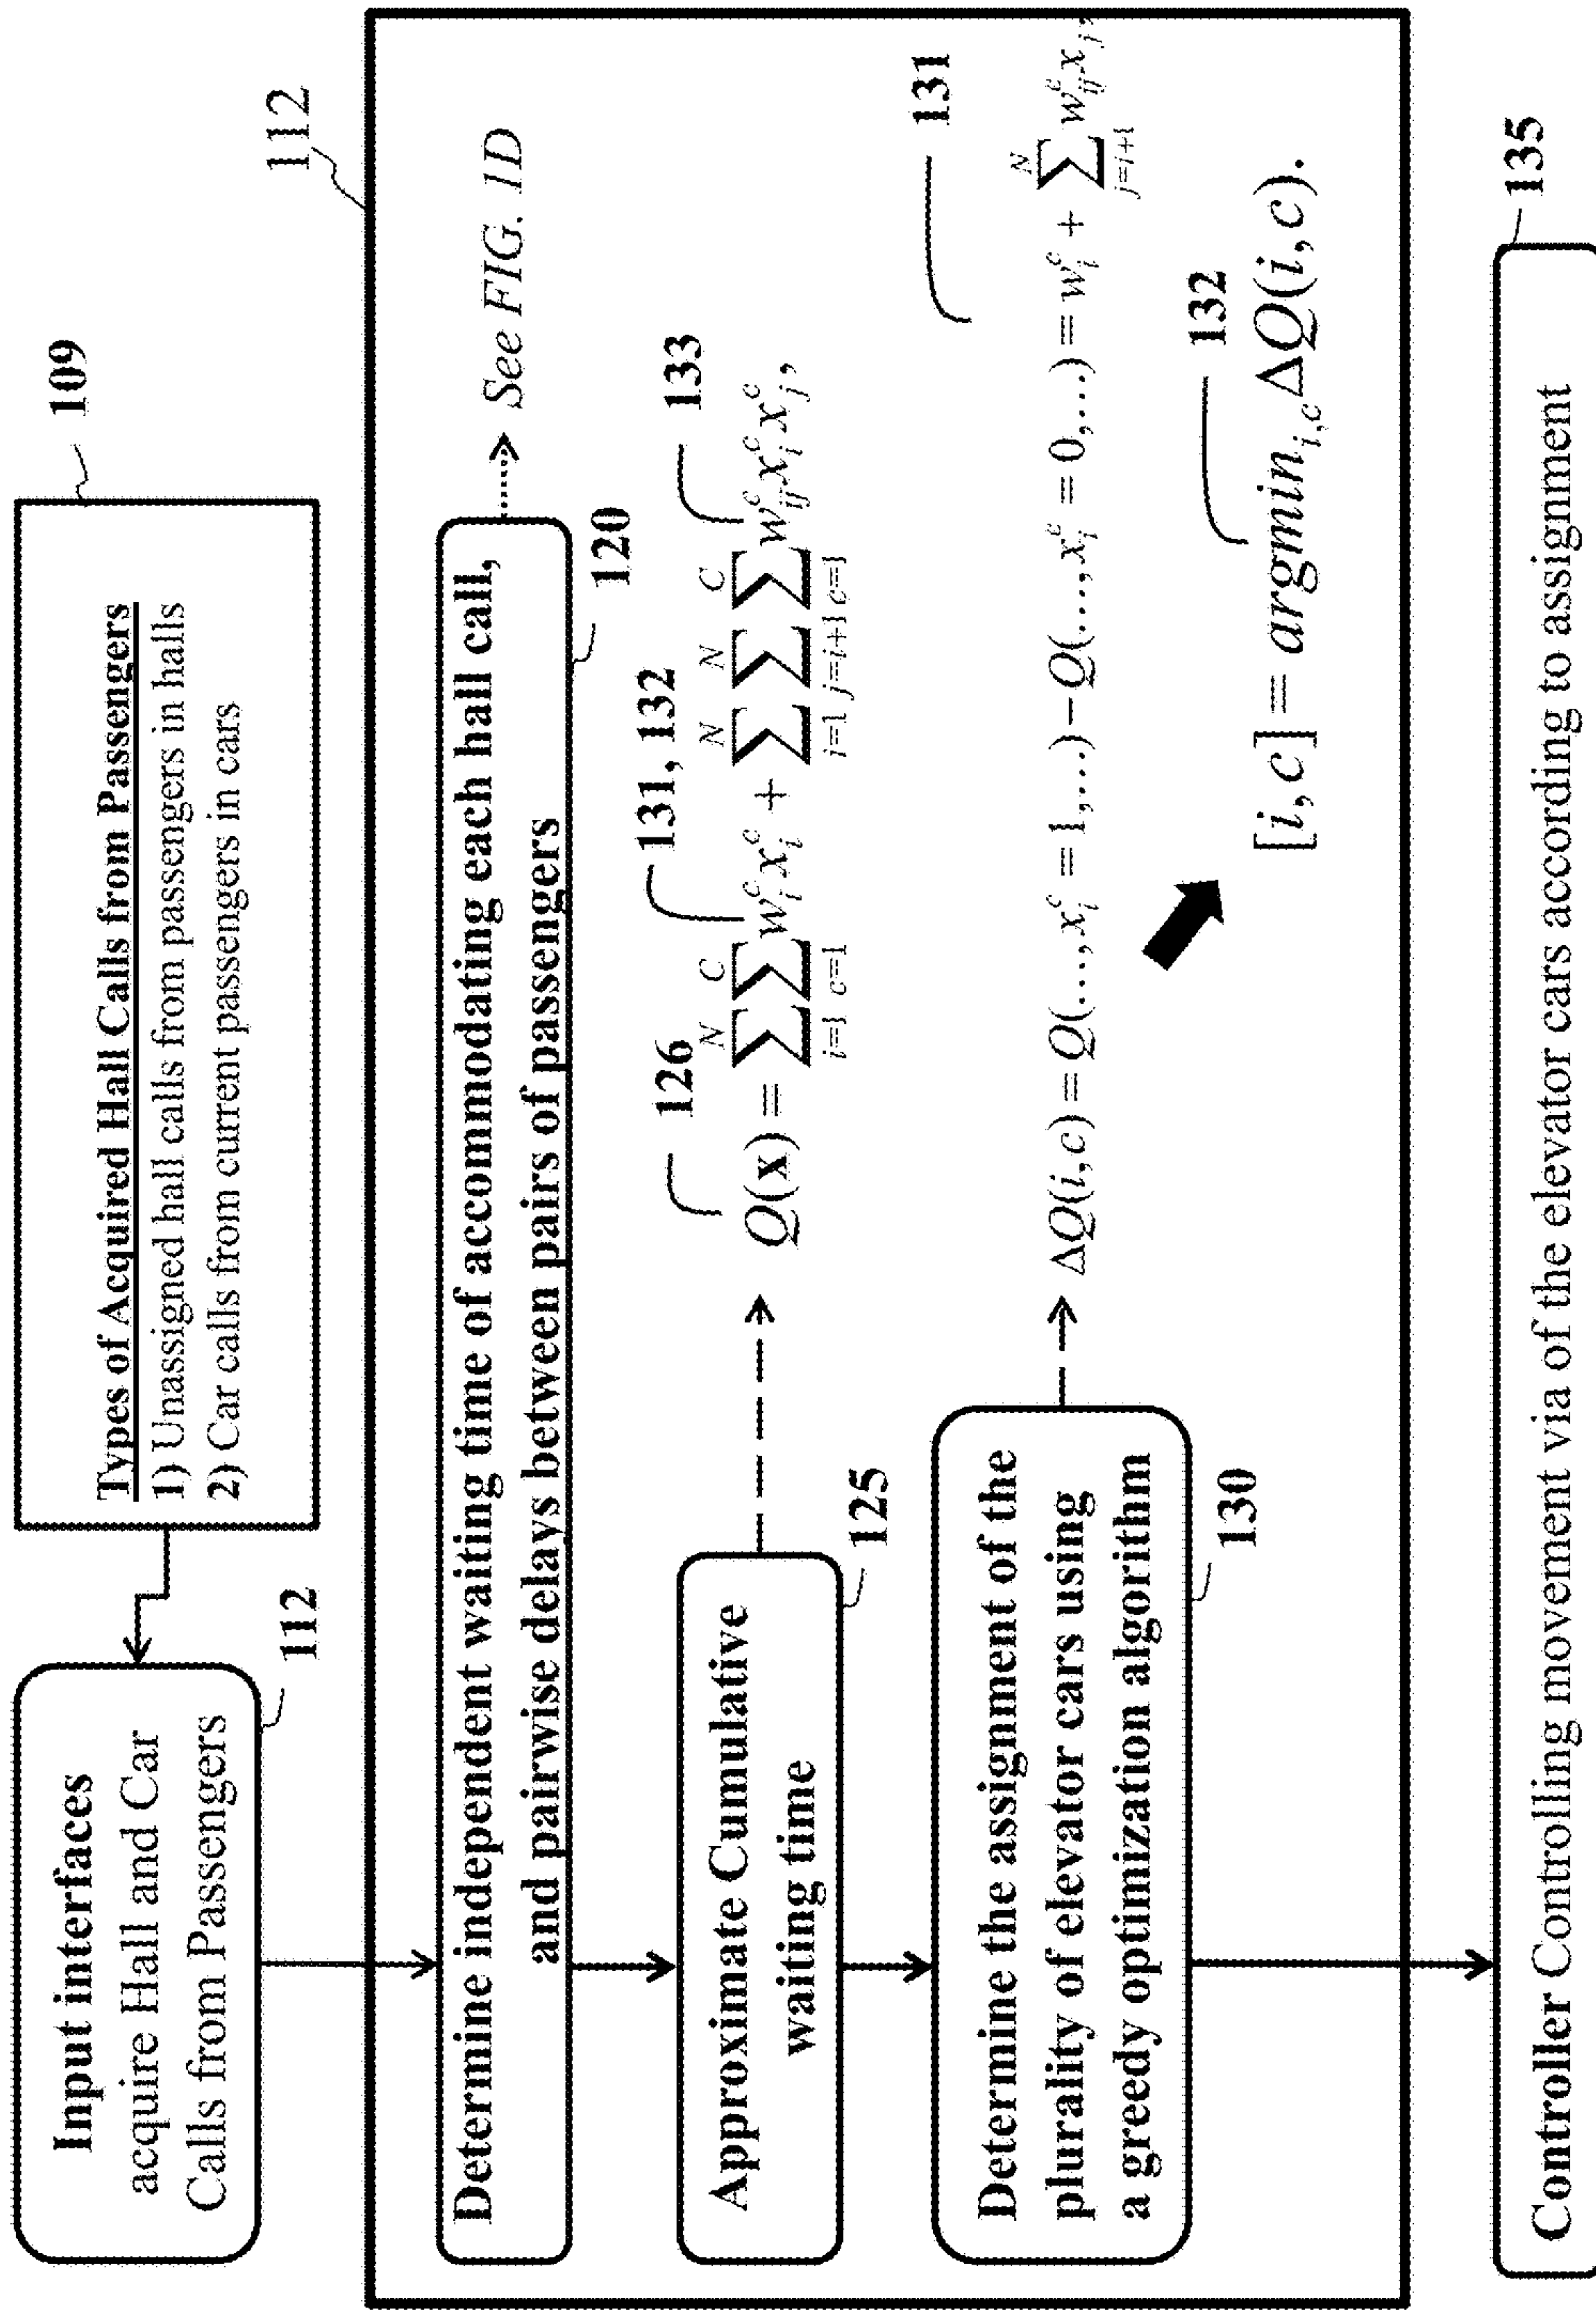 Input interfaces
acquire Hall and Car
Calls from Passengers
112
109
Types of Acquired Hall Calls from Passengers
1) Unassigned hall calls from passengers in halls
2) Car calls from current passengers in cars
112
Determine independent waiting time of accommodating each hall call,
and pairwise delays between pairs of passengers
120
See FIG. 1D
Approximate Cumulative
waiting time
125
126
131, 132
133
Q(x) = \sum_{i=1}^{N} \sum_{c=1}^{C} w_i^c x_i^c + \sum_{i=1}^{N} \sum_{j=i+1}^{N} \sum_{c=1}^{C} w_{ij}^c x_i^c x_j^c,
Determine the assignment of the
plurality of elevator cars using
a greedy optimization algorithm
130
131
ΔQ(i,c) = Q(…, x_i^c = 1,…) − Q(…, x_i^c = 0,…) = w_i^c + \sum_{j=i+1}^{N} w_{ij}^c x_j,
132
[i,c] = argmin_{i,c} ΔQ(i,c).
Controller Controlling movement via of the elevator cars according to assignment
135